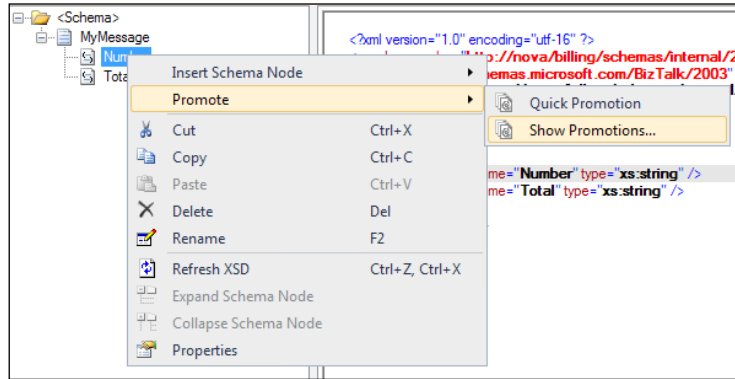 <Schema>
MyMessage
<?xml version="1.0" encoding="utf-16" ?>
http://nova/billing/schemas/internal/2
Insert Schema Node
hemas.microsoft.com/BizTalk/2003"
Promote
Quick Promotion
Cut Ctrl+X
Show Promotions...
Copy Ctrl+C
Paste Ctrl+V
me="Number" type="xs:string" />
Delete Del
me="Total" type="xs:string" />
Rename F2
Refresh XSD Ctrl+Z, Ctrl+X
Expand Schema Node
Collapse Schema Node
Properties